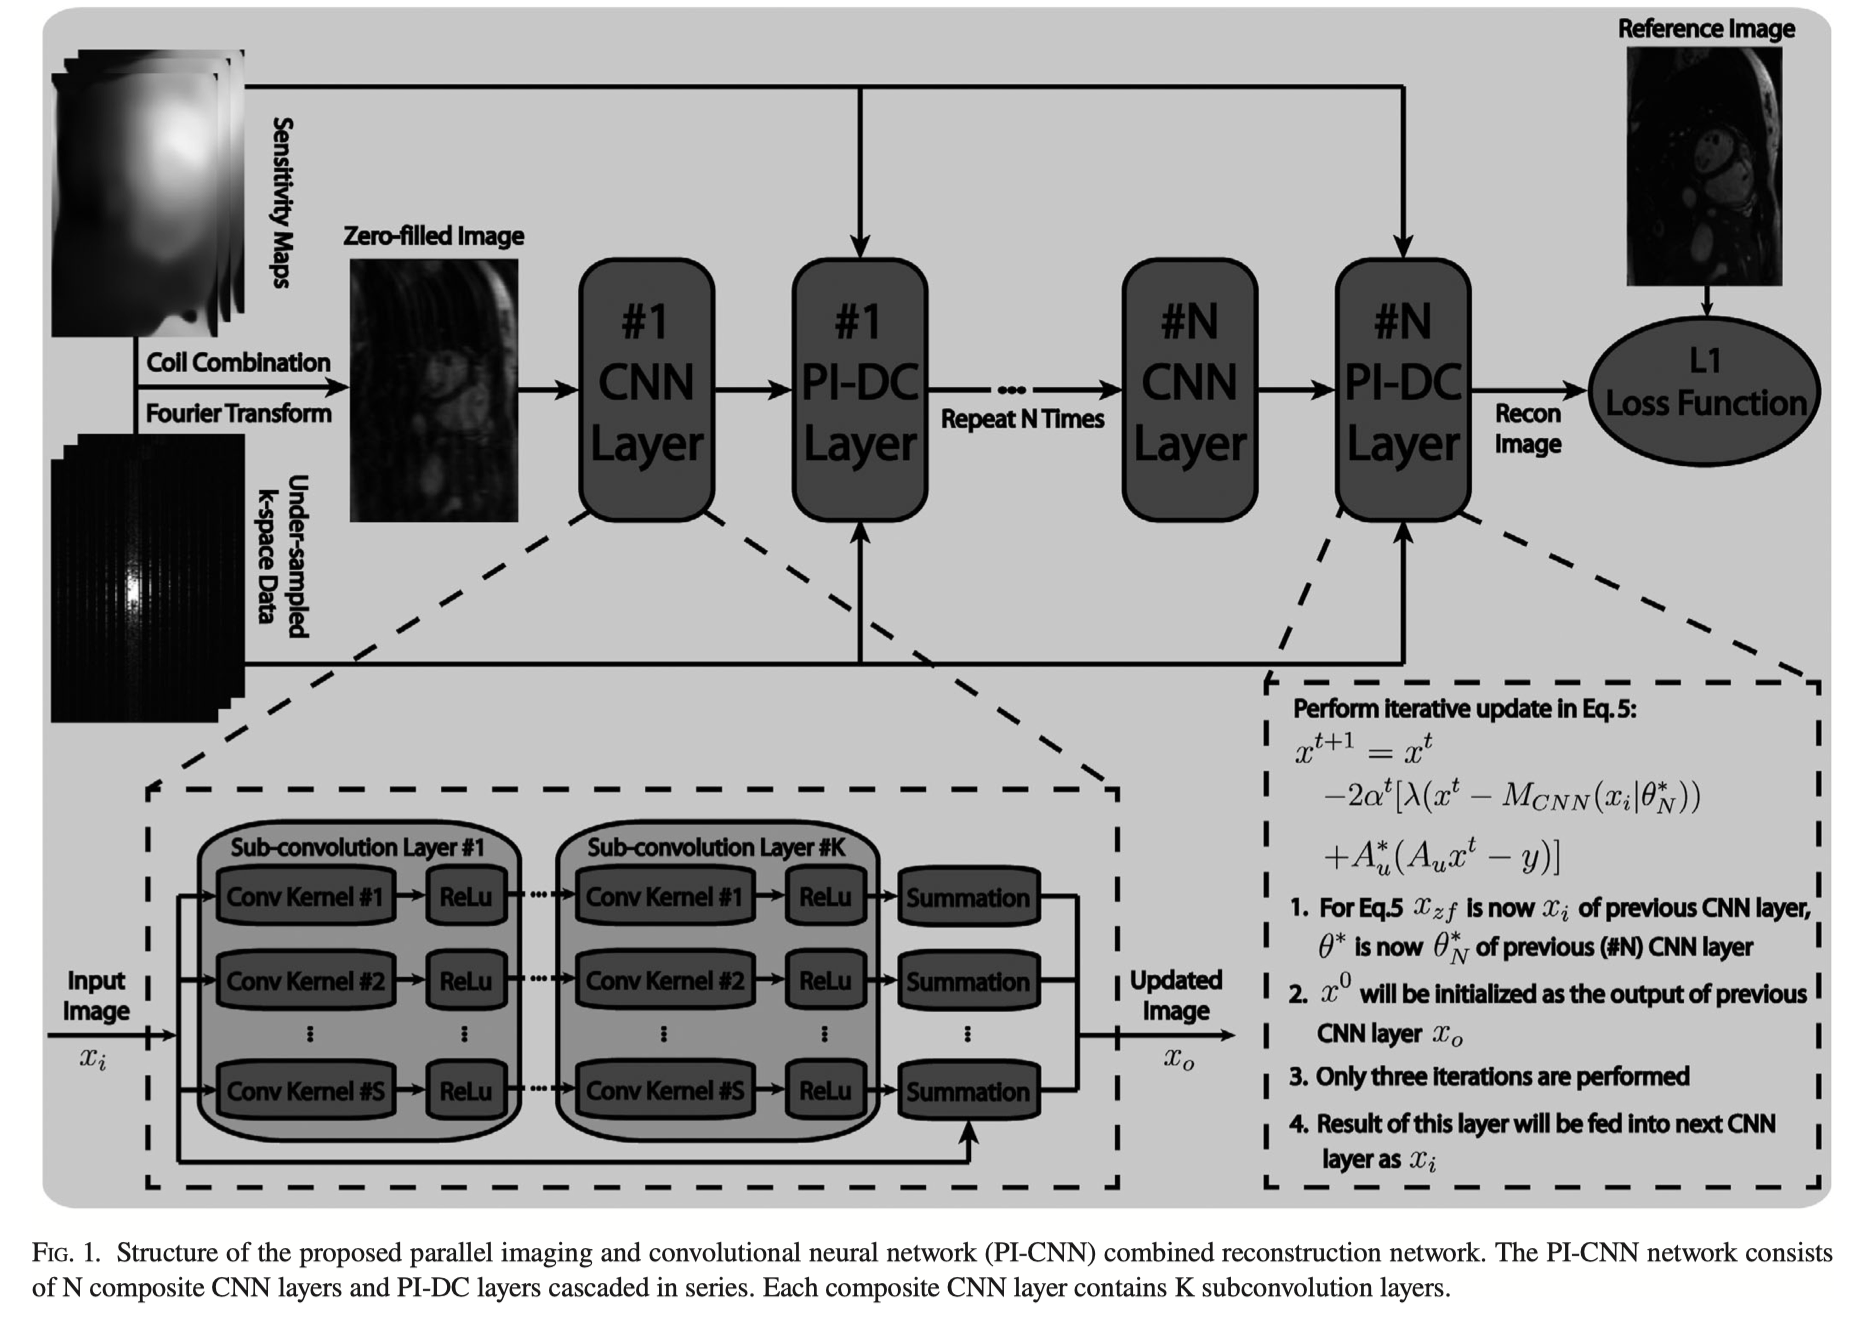 Reference Image
Sensitivity Maps
Zero-filled Image
Coil Combination
Fourier Transform
Under-sampled
k-space Data
#1
CNN
Layer
#1
PI-DC
Layer
Repeat N Times
#N
CNN
Layer
#N
PI-DC
Layer
Recon
Image
L1
Loss Function
Input
Image
x_i
Sub-convolution Layer #1
Conv Kernel #1 ReLu
Conv Kernel #2 ReLu
Conv Kernel #S ReLu
Sub-convolution Layer #K
Conv Kernel #1 ReLu
Conv Kernel #2 ReLu
Conv Kernel #S ReLu
Summation
Summation
Summation
Updated
Image
x_o
Perform iterative update in Eq.5:
x^{t+1} = x^t
−2α^t[λ(x^t − M_{CNN}(x_i|θ_N^*))
+A_u^*(A_u x^t − y)]
1. For Eq.5 x_{zf} is now x_i of previous CNN layer,
θ^* is now θ_N^* of previous (#N) CNN layer
2. x^0 will be initialized as the output of previous
CNN layer x_o
3. Only three iterations are performed
4. Result of this layer will be fed into next CNN
layer as x_i
FIG. 1. Structure of the proposed parallel imaging and convolutional neural network (PI-CNN) combined reconstruction network. The PI-CNN network consists
of N composite CNN layers and PI-DC layers cascaded in series. Each composite CNN layer contains K subconvolution layers.